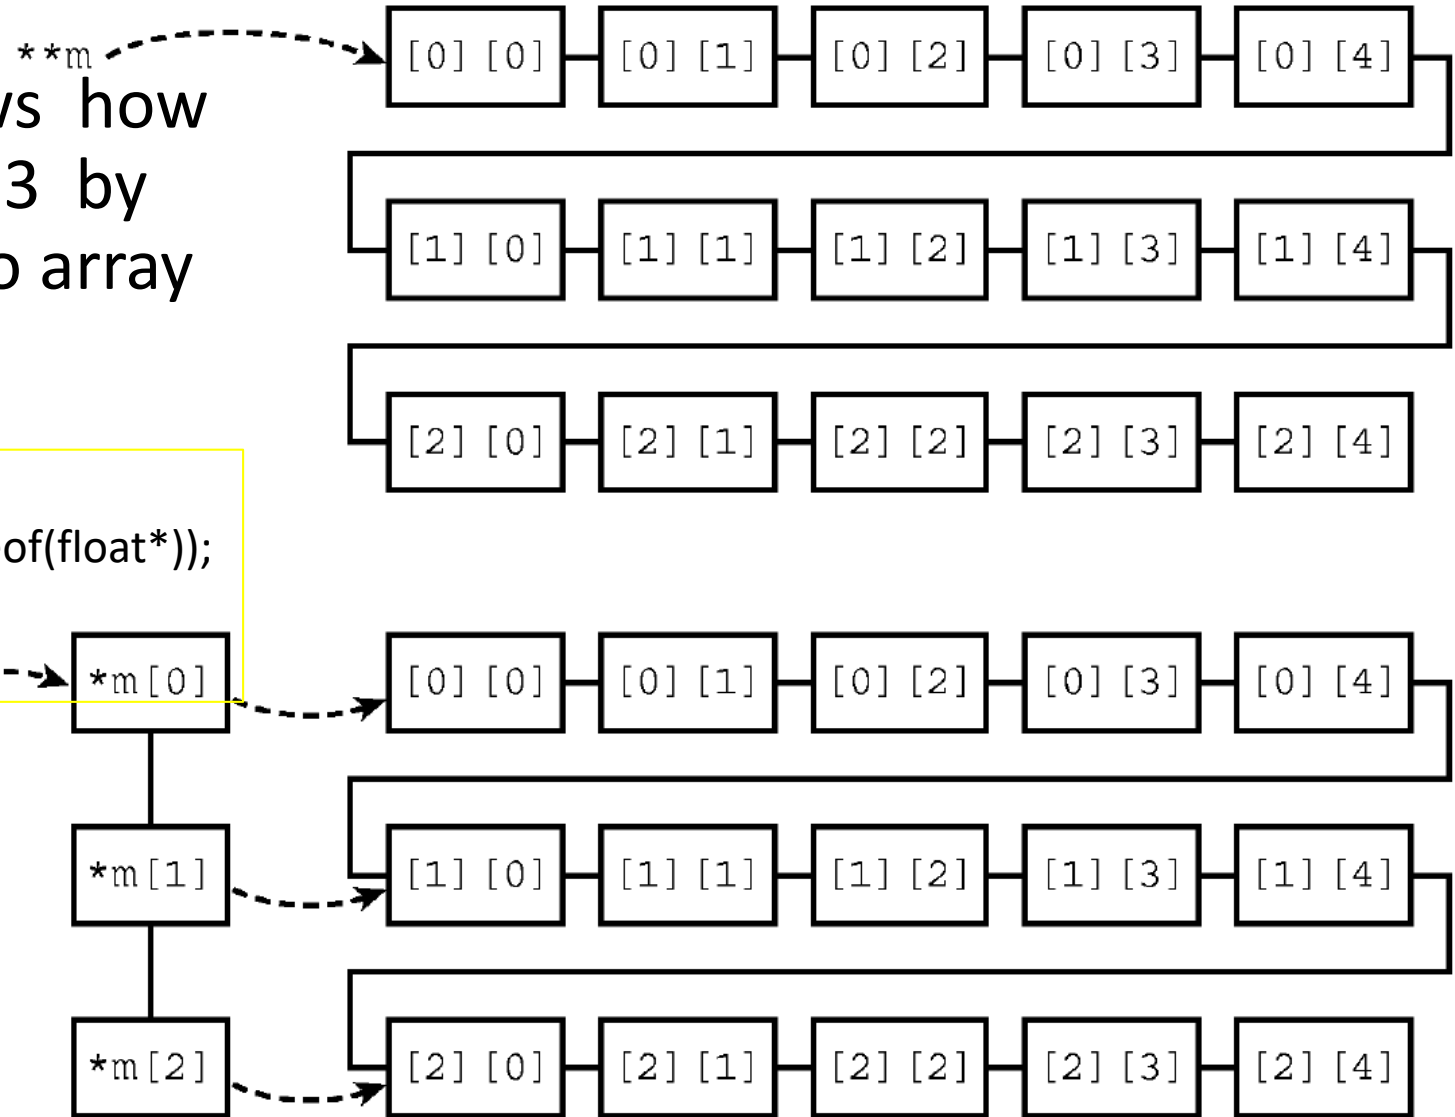 **m
[0] [0] [0] [1] [0] [2] [0] [3] [0] [4]
how
3 by
array
[1] [0] [1] [1] [1] [2] [1] [3] [1] [4]
[2] [0] [2] [1] [2] [2] [2] [3] [2] [4]
of(float*));
*m[0] [0] [0] [0] [1] [0] [2] [0] [3] [0] [4]
*m[1] [1] [0] [1] [1] [1] [2] [1] [3] [1] [4]
*m[2] [2] [0] [2] [1] [2] [2] [2] [3] [2] [4]